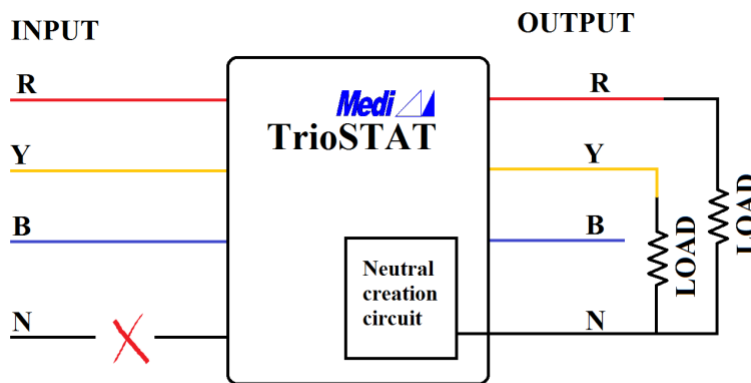 INPUT
OUTPUT
R
R
Medi
TrioSTAT
Y
Y
B
B
LOAD
LOAD
Neutral
creation
circuit
N
N